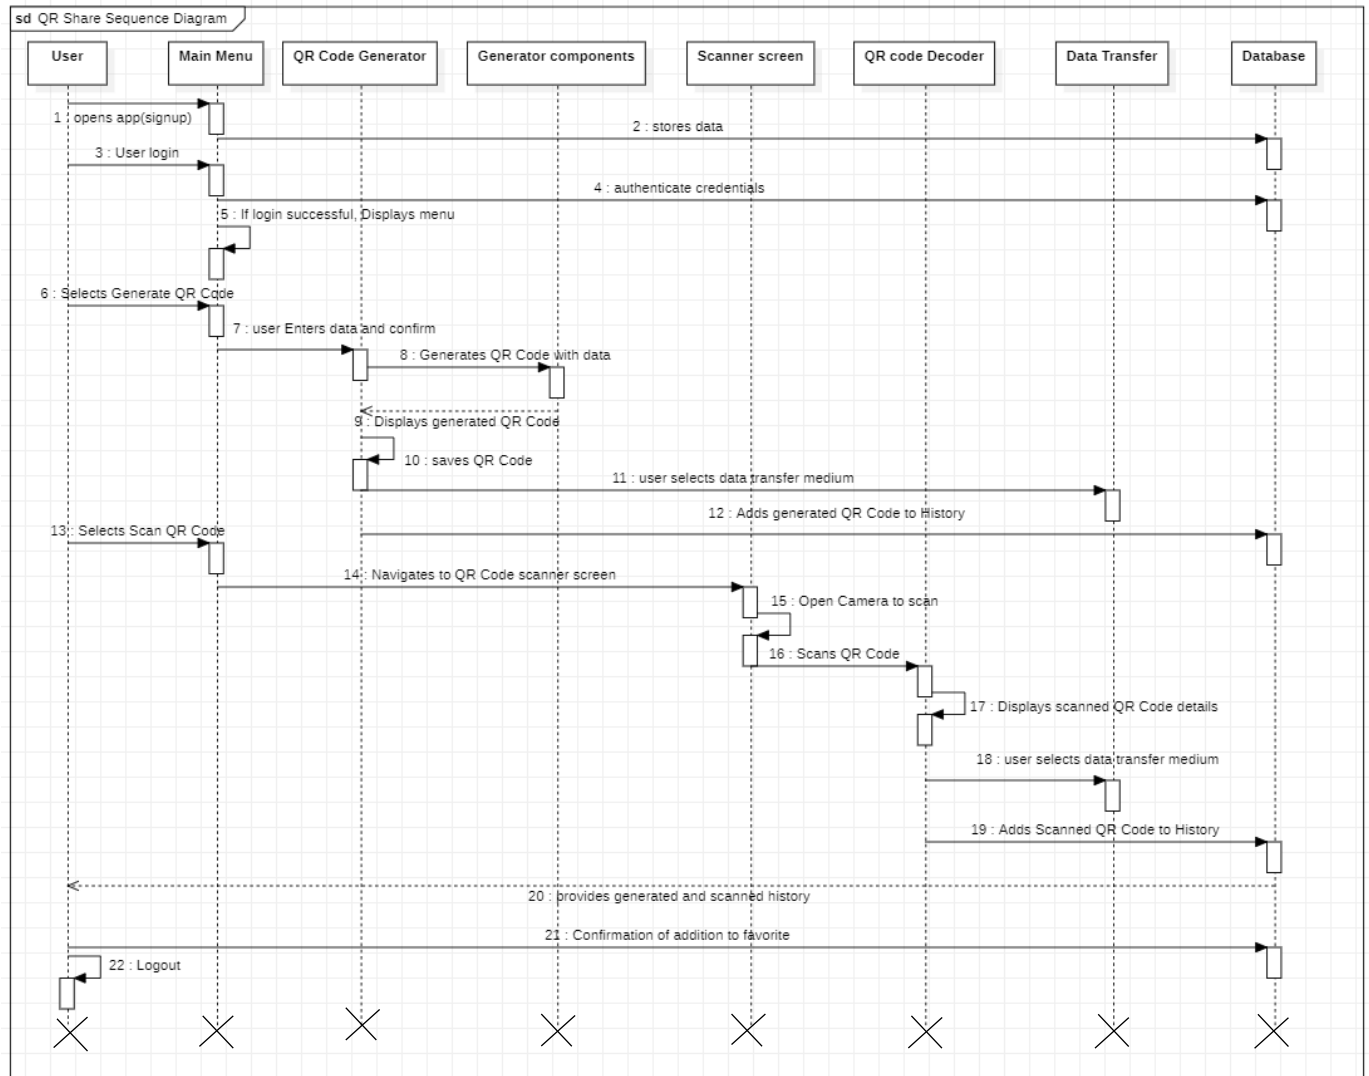 sd QR Share Sequence Diagram
User
Main Menu
QR Code Generator
Generator components
Scanner screen
QR code Decoder
Data Transfer
Database
1 : opens app(signup)
2 : stores data
3 : User login
4 : authenticate credentials
5 : If login successful, Displays menu
6 : Selects Generate QR Code
7 : user Enters data and confirm
8 : Generates QR Code with data
9 : Displays generated QR Code
10 : saves QR Code
11 : user selects data transfer medium
12 : Adds generated QR Code to History
13 : Selects Scan QR Code
14 : Navigates to QR Code scanner screen
15 : Open Camera to scan
16 : Scans QR Code
17 : Displays scanned QR Code details
18 : user selects data transfer medium
19 : Adds Scanned QR Code to History
20 : provides generated and scanned history
21 : Confirmation of addition to favorite
22 : Logout